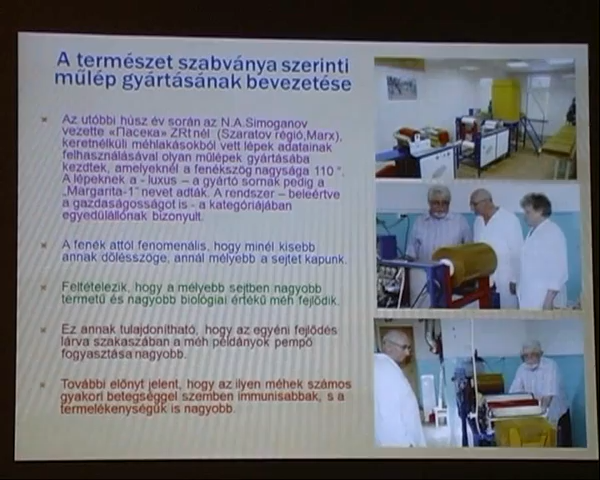 A természet szabványa szerinti
műlép gyártásának bevezetése
Az utóbbi húsz év során az N.A.Simoganov
vezette «Пасека» ZRtnél (Szaratov régió,Marx),
keretnélküli méhlakásokból vett lépek adatainak
felhasználásával olyan műlépek gyártásába
kezdtek, amelyeknél a fenékszög nagysága 110 °.
A lépeknek a - luxus – a gyártó sornak pedig a
„Margarita-1” nevet adták. A rendszer – beleértve
a gazdaságosságot is - a kategóriájában
egyedülállónak bizonyult.
A fenék attól fenomenális, hogy minél kisebb
annak dőlésszöge, annál mélyebb a sejtet kapunk.
Feltételezik, hogy a mélyebb sejtben nagyobb
termetű és nagyobb biológiai értékű méh fejlődik.
Ez annak tulajdonítható, hogy az egyéni fejlődés
lárva szakaszában a méh példányok pempő
fogyasztása nagyobb.
További előnyt jelent, hogy az ilyen méhek számos
gyakori betegséggel szemben immunisabbak, s a
termelékenységük is nagyobb.